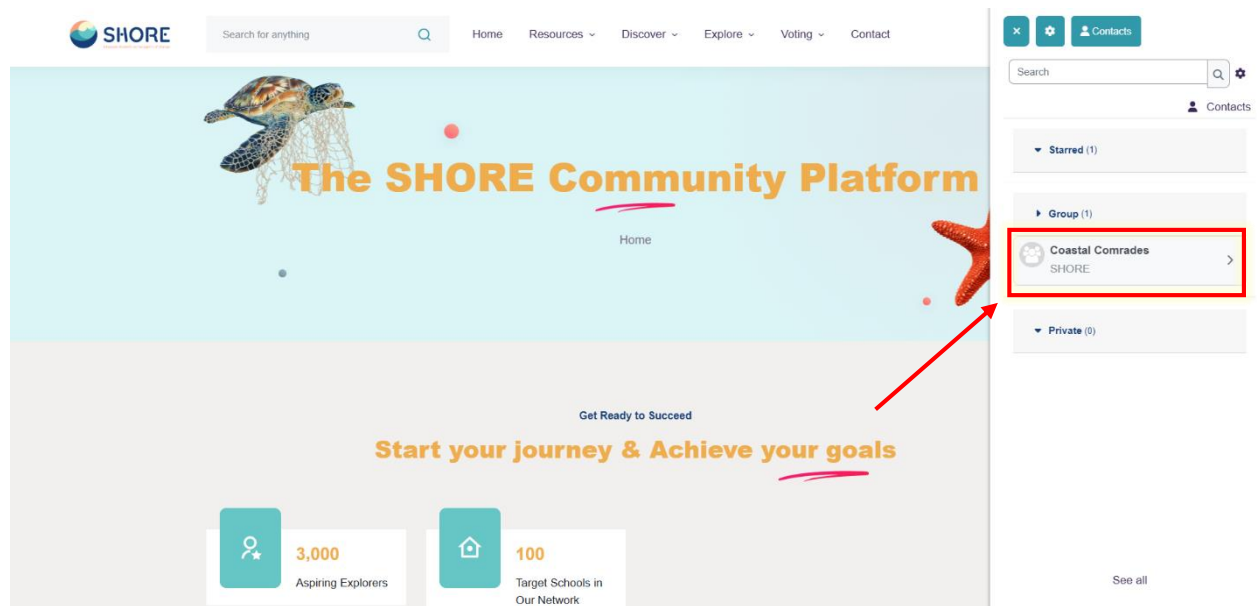 SHORE
Search for anything
Home
Resources
Discover
Explore
Voting
Contact
The SHORE Community Platform
Home
Get Ready to Succeed
Start your journey & Achieve your goals
3,000
Aspiring Explorers
100
Target Schools in
Our Network
Contacts
Search
Contacts
Starred (1)
Group (1)
Coastal Comrades
SHORE
Private (0)
See all